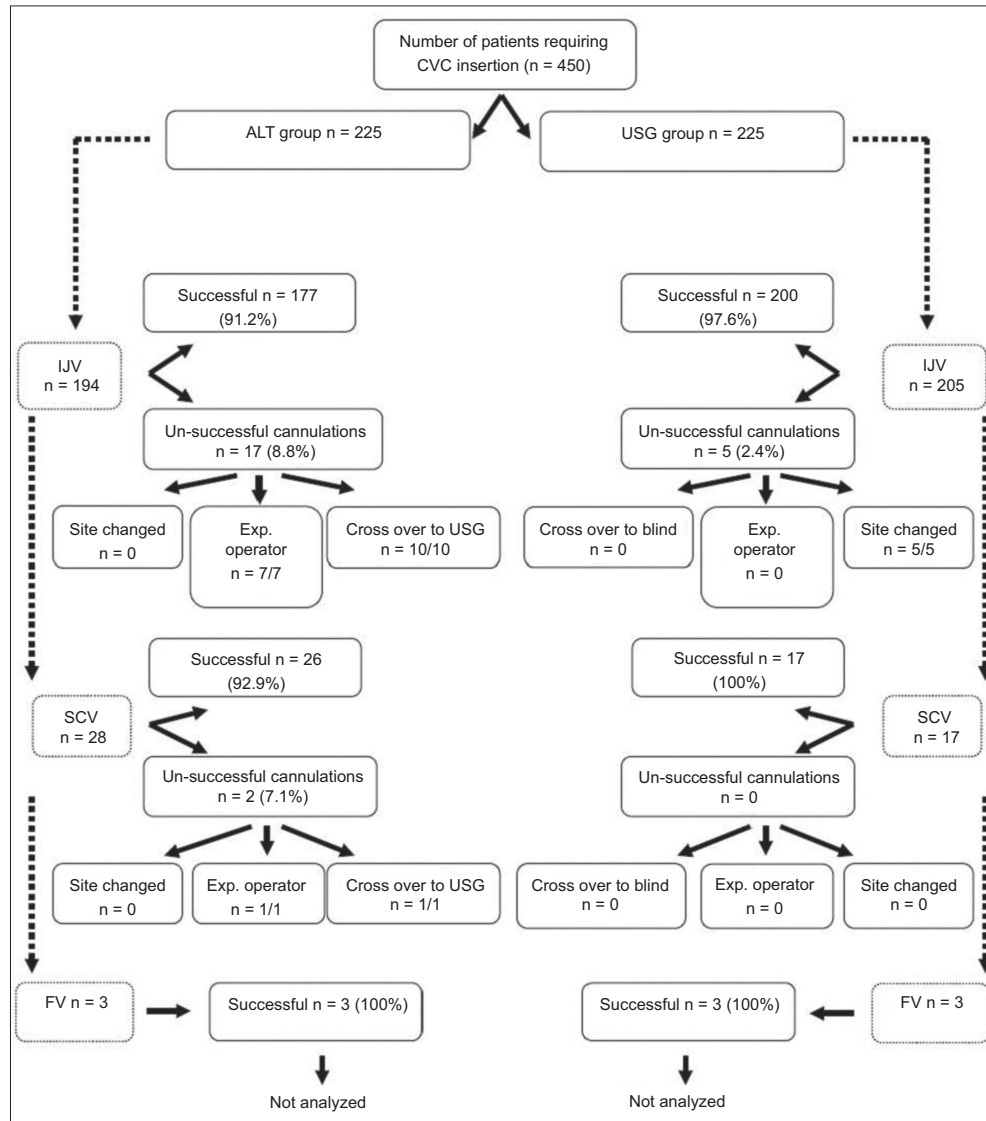 Number of patients requiring
CVC insertion (n = 450)
ALT group n = 225
USG group n = 225
Successful n = 177
(91.2%)
Successful n = 200
(97.6%)
IJV
n = 194
IJV
n = 205
Un-successful cannulations
n = 17 (8.8%)
Un-successful cannulations
n = 5 (2.4%)
Site changed
n = 0
Exp.
operator
n = 7/7
Cross over to USG
n = 10/10
Cross over to blind
n = 0
Exp.
operator
n = 0
Site changed
n = 5/5
Successful n = 26
(92.9%)
Successful n = 17
(100%)
SCV
n = 28
SCV
n = 17
Un-successful cannulations
n = 2 (7.1%)
Un-successful cannulations
n = 0
Site changed
n = 0
Exp. operator
n = 1/1
Cross over to USG
n = 1/1
Cross over to blind
n = 0
Exp. operator
n = 0
Site changed
n = 0
FV n = 3
Successful n = 3 (100%)
Successful n = 3 (100%)
FV n = 3
Not analyzed
Not analyzed